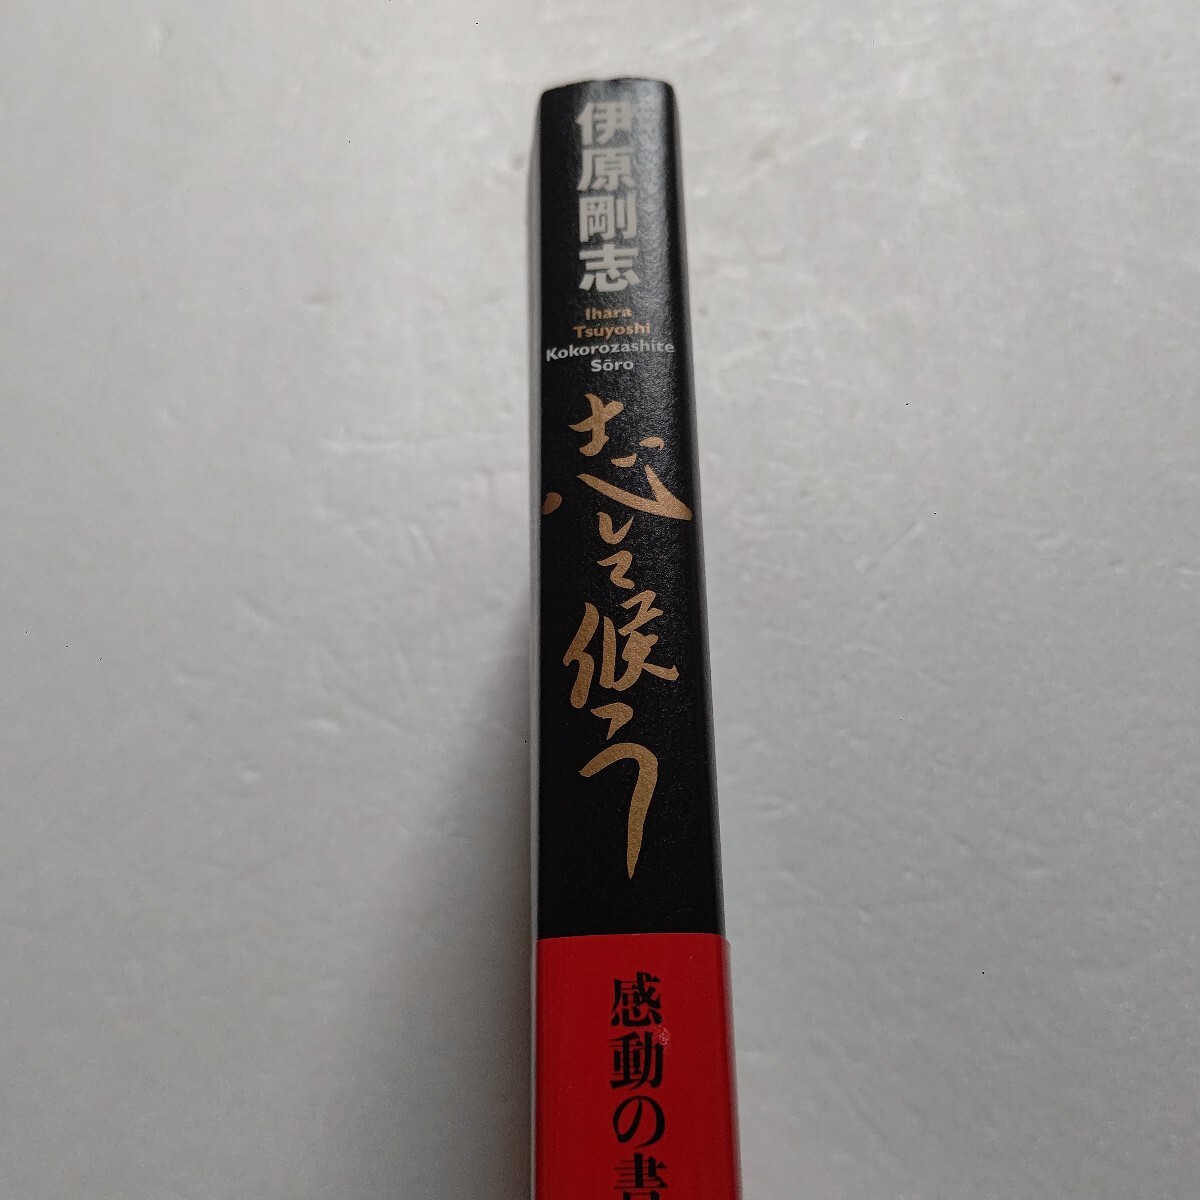 伊原剛志
Ihara
Tsuyoshi
Kokorozashite
Sōro
志して候う
感動の書